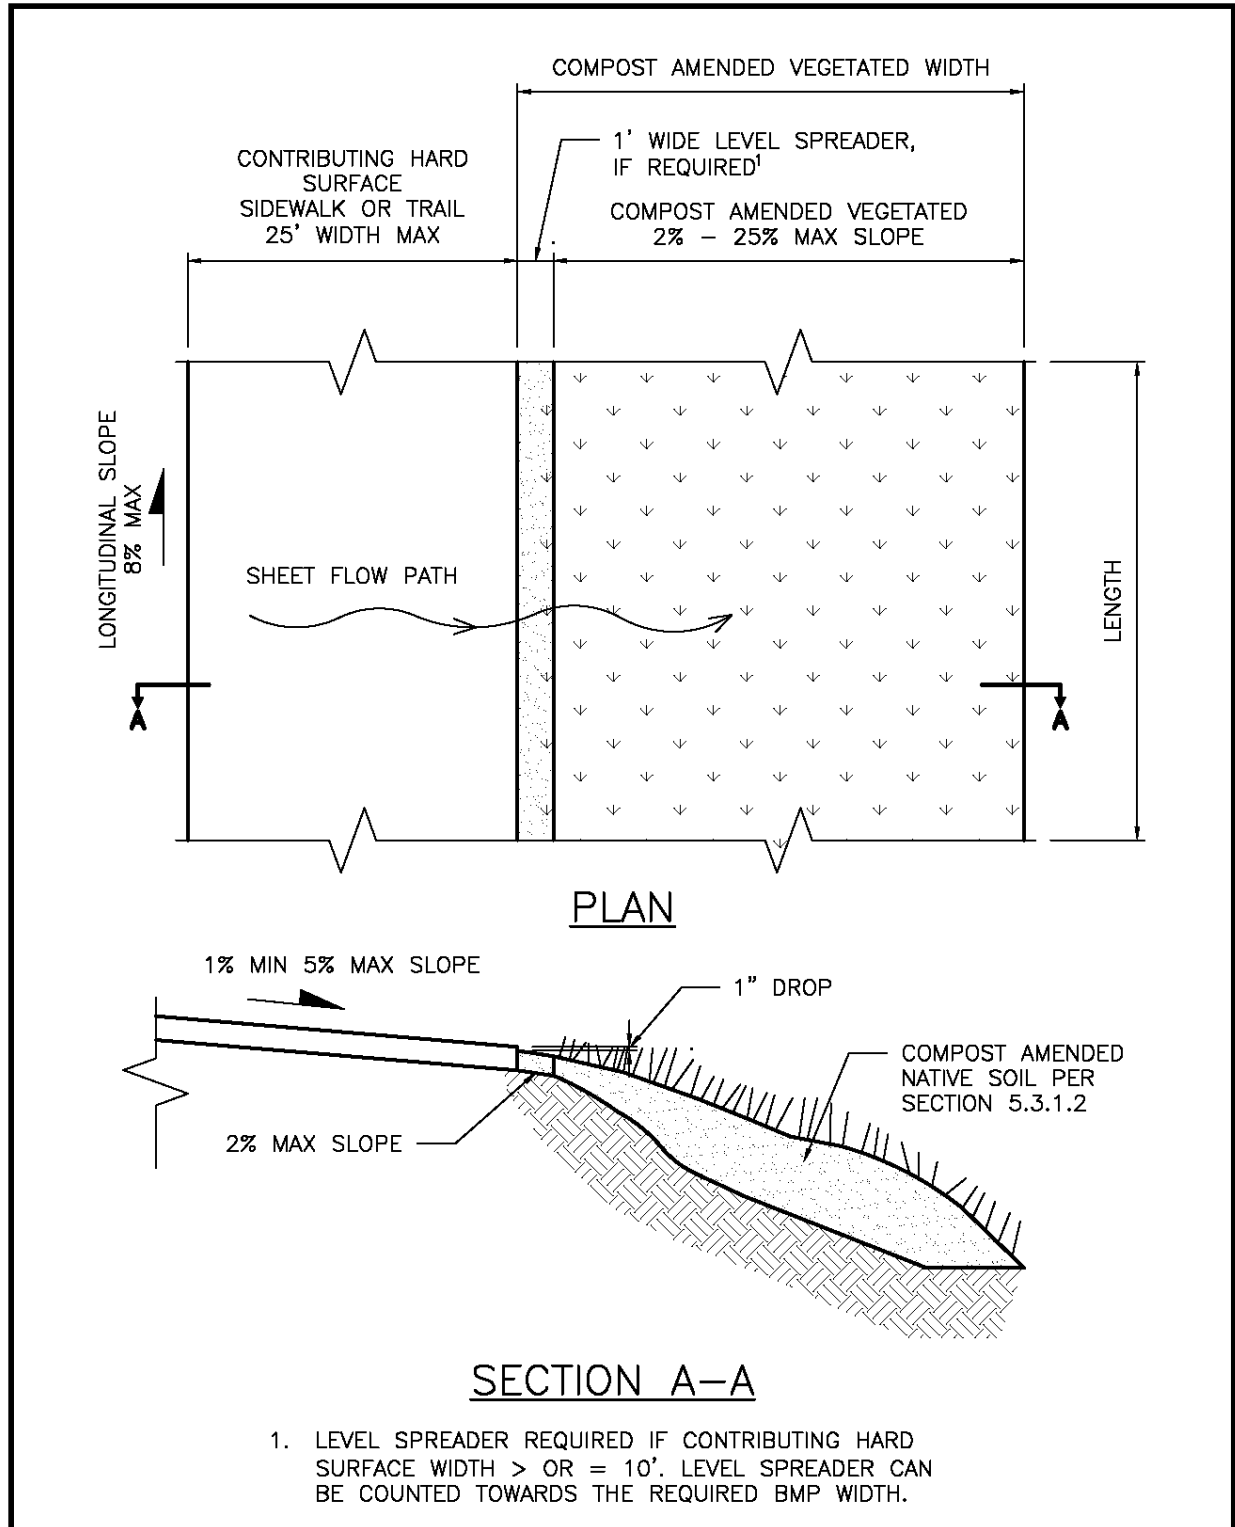 COMPOST AMENDED VEGETATED WIDTH
1' WIDE LEVEL SPREADER,
IF REQUIRED¹
CONTRIBUTING HARD
SURFACE
SIDEWALK OR TRAIL
25' WIDTH MAX
COMPOST AMENDED VEGETATED
2% – 25% MAX SLOPE
LONGITUDINAL SLOPE
8% MAX
SHEET FLOW PATH
LENGTH
A
A
PLAN
1% MIN 5% MAX SLOPE
1" DROP
COMPOST AMENDED
NATIVE SOIL PER
SECTION 5.3.1.2
2% MAX SLOPE
SECTION A–A
1. LEVEL SPREADER REQUIRED IF CONTRIBUTING HARD
SURFACE WIDTH > OR = 10'. LEVEL SPREADER CAN
BE COUNTED TOWARDS THE REQUIRED BMP WIDTH.